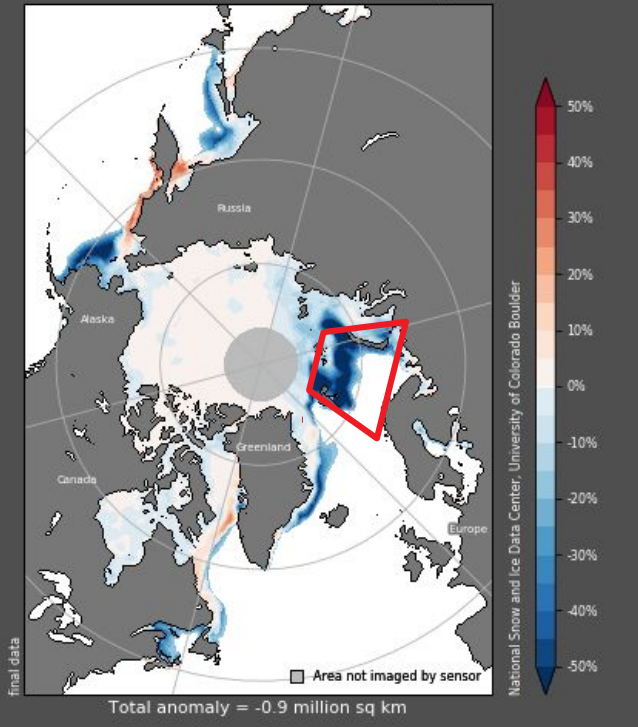 Russia
Alaska
Greenland
Canada
Europe
Area not imaged by sensor
final data
Total anomaly = -0.9 million sq km
National Snow and Ice Data Center, University of Colorado Boulder
50%
40%
30%
20%
10%
0%
-10%
-20%
-30%
-40%
-50%